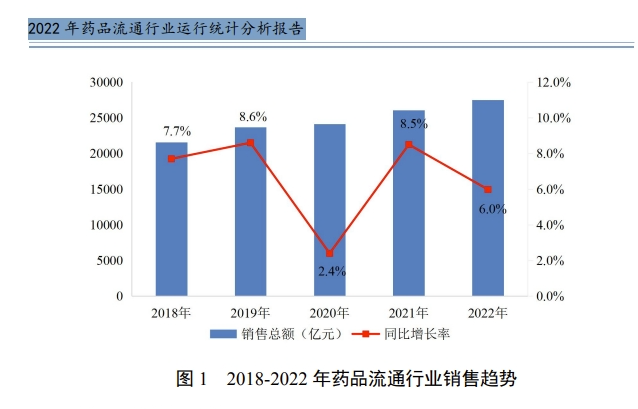 2022 年药品流通行业运行统计分析报告
30000 12.0%
25000 10.0%
20000 8.0%
15000 6.0%
10000 4.0%
5000 2.0%
0 0.0%
7.7% 8.6% 2.4% 8.5% 6.0%
2018年 2019年 2020年 2021年 2022年
销售总额（亿元） 同比增长率
图 1 2018-2022 年药品流通行业销售趋势